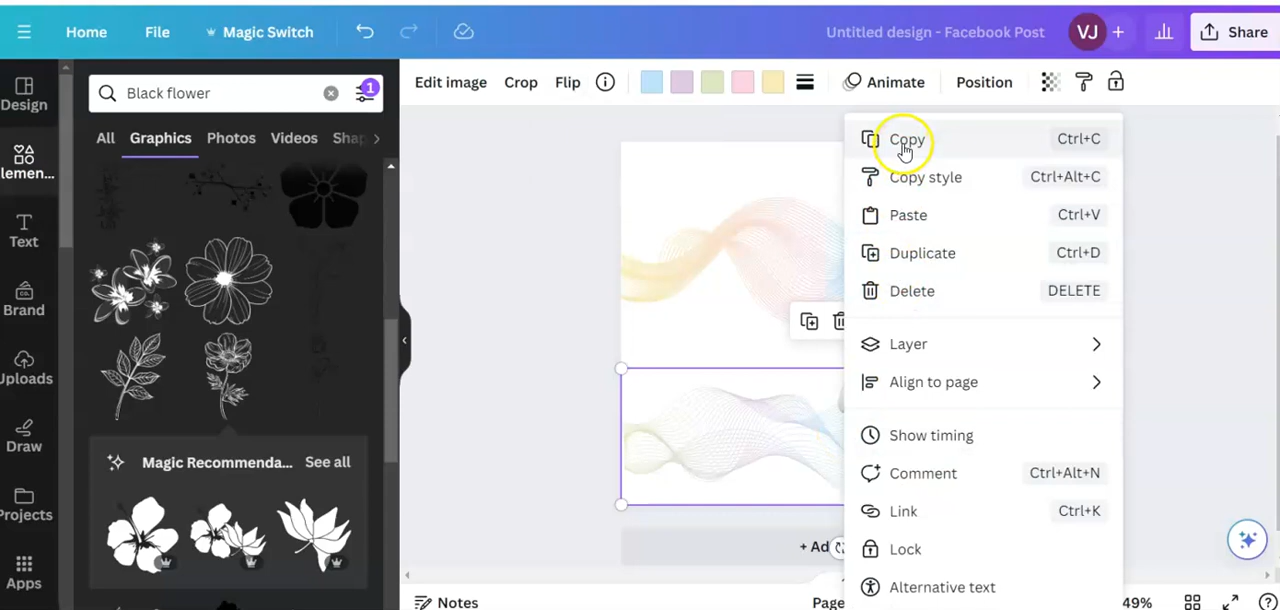 Home File Magic Switch Untitled design - Facebook Post VJ + Share
Design
lemen...
Text
Brand
Uploads
Draw
Projects
Apps
Black flower 1
All Graphics Photos Videos Shap
Magic Recommenda... See all
Edit image Crop Flip Animate Position
Copy Ctrl+C
Copy style Ctrl+Alt+C
Paste Ctrl+V
Duplicate Ctrl+D
Delete DELETE
Layer
Align to page
Show timing
Comment Ctrl+Alt+N
Link Ctrl+K
Lock
Alternative text
+ Ad
Notes Page 49%